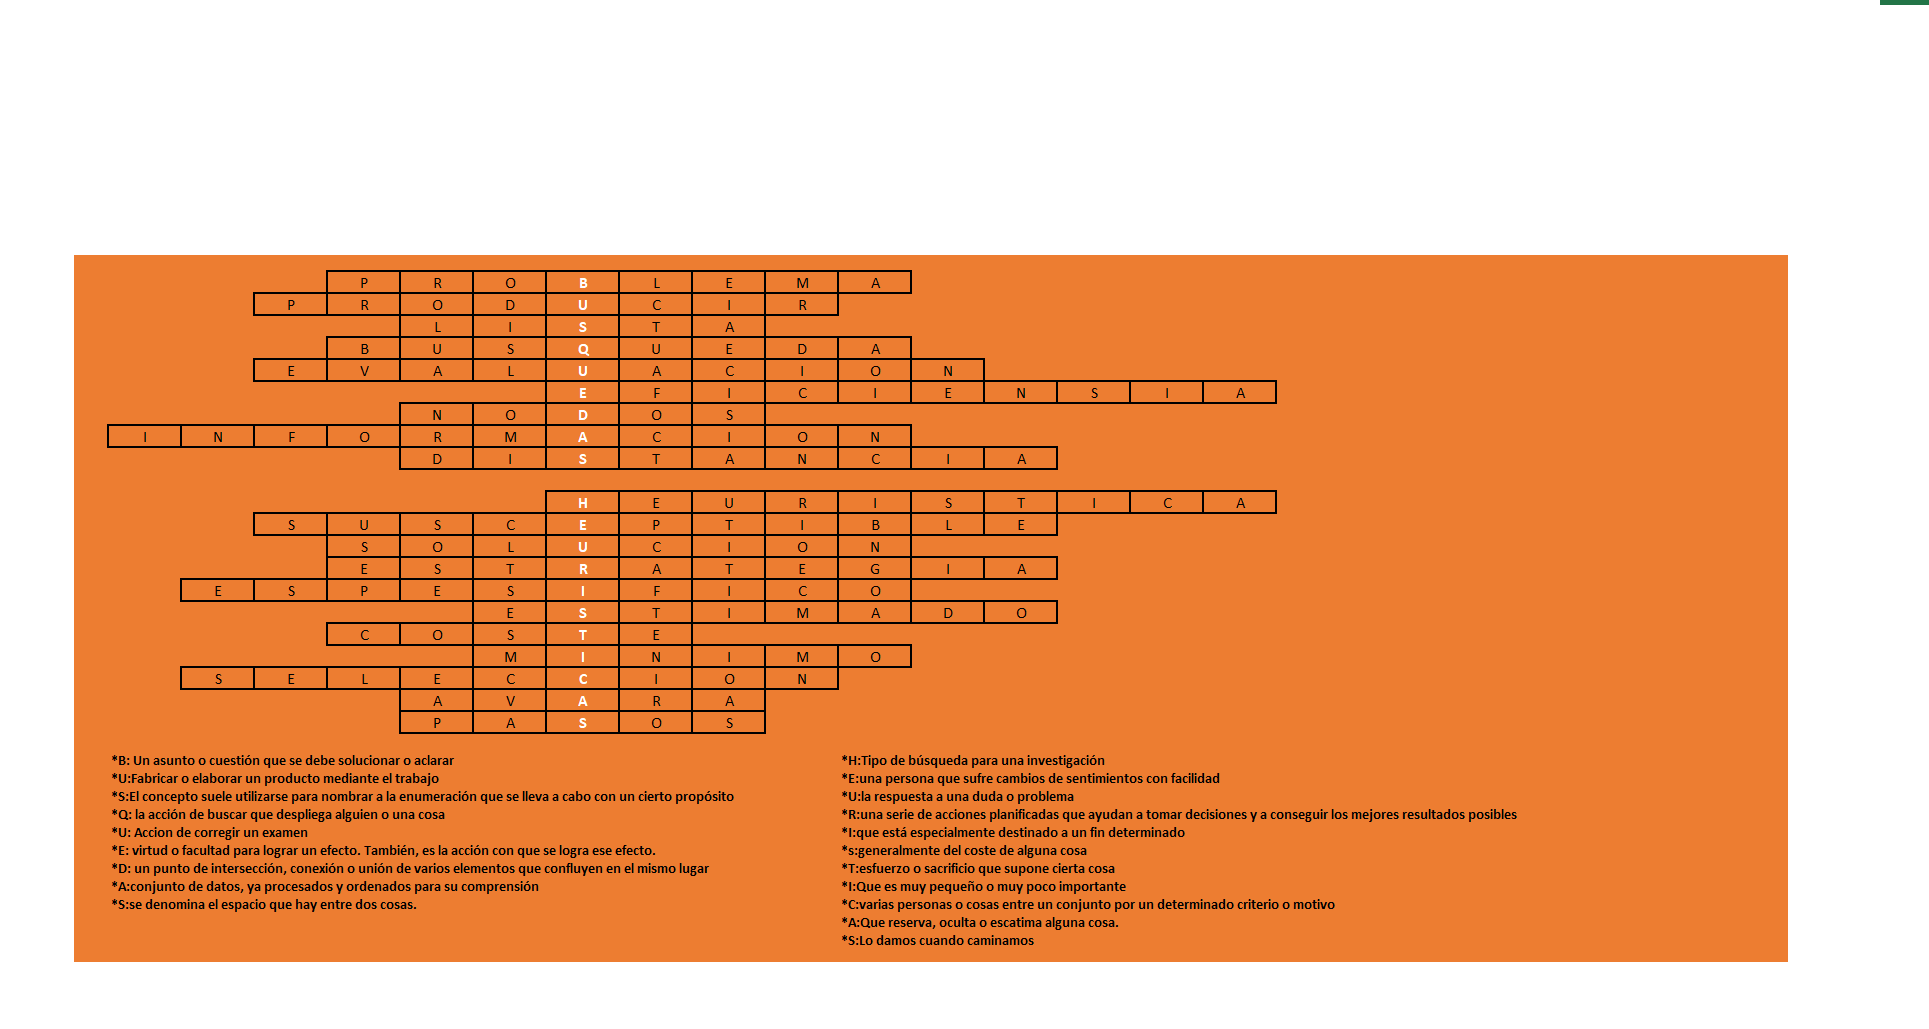 P R O B L E M A
P R O D U C I R
L I S T A
B U S Q U E D A
E V A L U A C I O N
E F I C I E N S I A
N O D O S
I N F O R M A C I O N
D I S T A N C I A
H E U R I S T I C A
S U S C E P T I B L E
S O L U C I O N
E S T R A T E G I A
E S P E S I F I C O
E S T I M A D O
C O S T E
M I N I M O
S E L E C C I O N
A V A R A
P A S O S
*B: Un asunto o cuestión que se debe solucionar o aclarar
*U:Fabricar o elaborar un producto mediante el trabajo
*S:El concepto suele utilizarse para nombrar a la enumeración que se lleva a cabo con un cierto propósito
*Q: la acción de buscar que despliega alguien o una cosa
*U: Accion de corregir un examen
*E: virtud o facultad para lograr un efecto. También, es la acción con que se logra ese efecto.
*D: un punto de intersección, conexión o unión de varios elementos que confluyen en el mismo lugar
*A:conjunto de datos, ya procesados y ordenados para su comprensión
*S:se denomina el espacio que hay entre dos cosas.
*H:Tipo de búsqueda para una investigación
*E:una persona que sufre cambios de sentimientos con facilidad
*U:la respuesta a una duda o problema
*R:una serie de acciones planificadas que ayudan a tomar decisiones y a conseguir los mejores resultados posibles
*I:que está especialmente destinado a un fin determinado
*s:generalmente del coste de alguna cosa
*T:esfuerzo o sacrificio que supone cierta cosa
*I:Que es muy pequeño o muy poco importante
*C:varias personas o cosas entre un conjunto por un determinado criterio o motivo
*A:Que reserva, oculta o escatima alguna cosa.
*S:Lo damos cuando caminamos